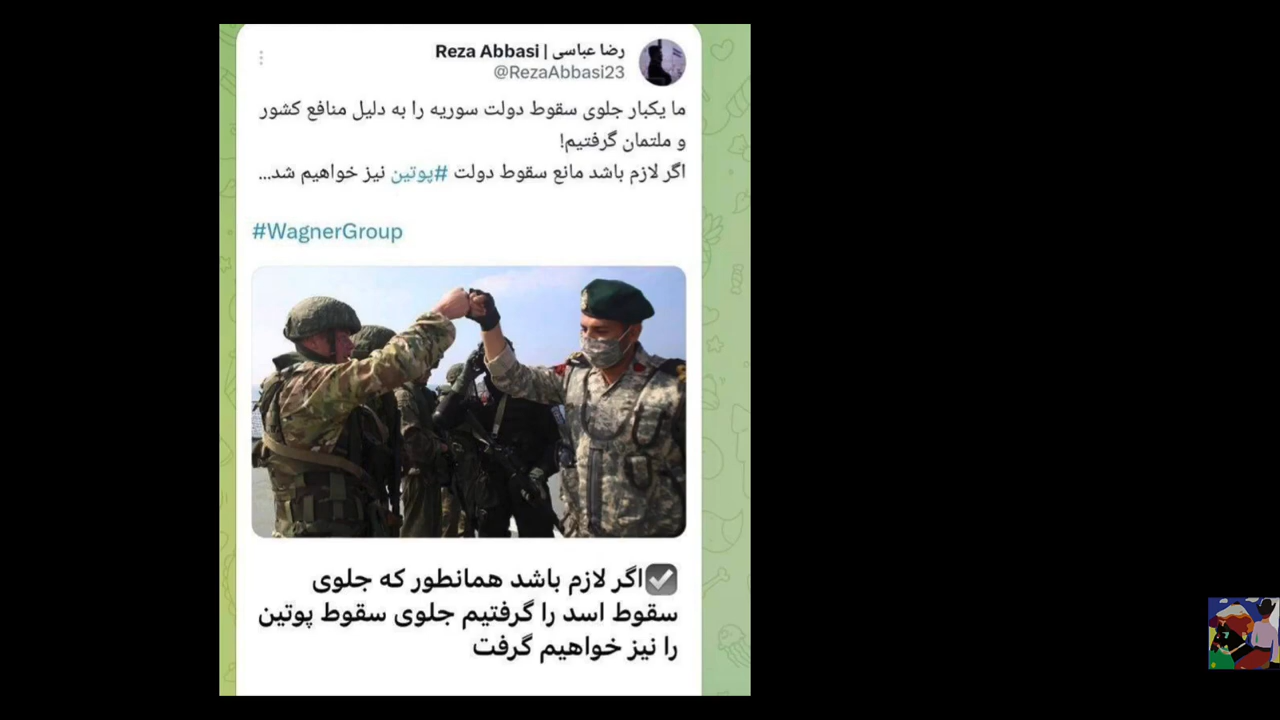 رضا عباسی | Reza Abbasi
@RezaAbbasi23
ما یکبار جلوی سقوط دولت سوریه را به دلیل منافع کشور
و ملتمان گرفتیم!
اگر لازم باشد مانع سقوط دولت #پوتین نیز خواهیم شد...
#WagnerGroup
اگر لازم باشد همانطور که جلوی
سقوط اسد را گرفتیم جلوی سقوط پوتین
را نیز خواهیم گرفت